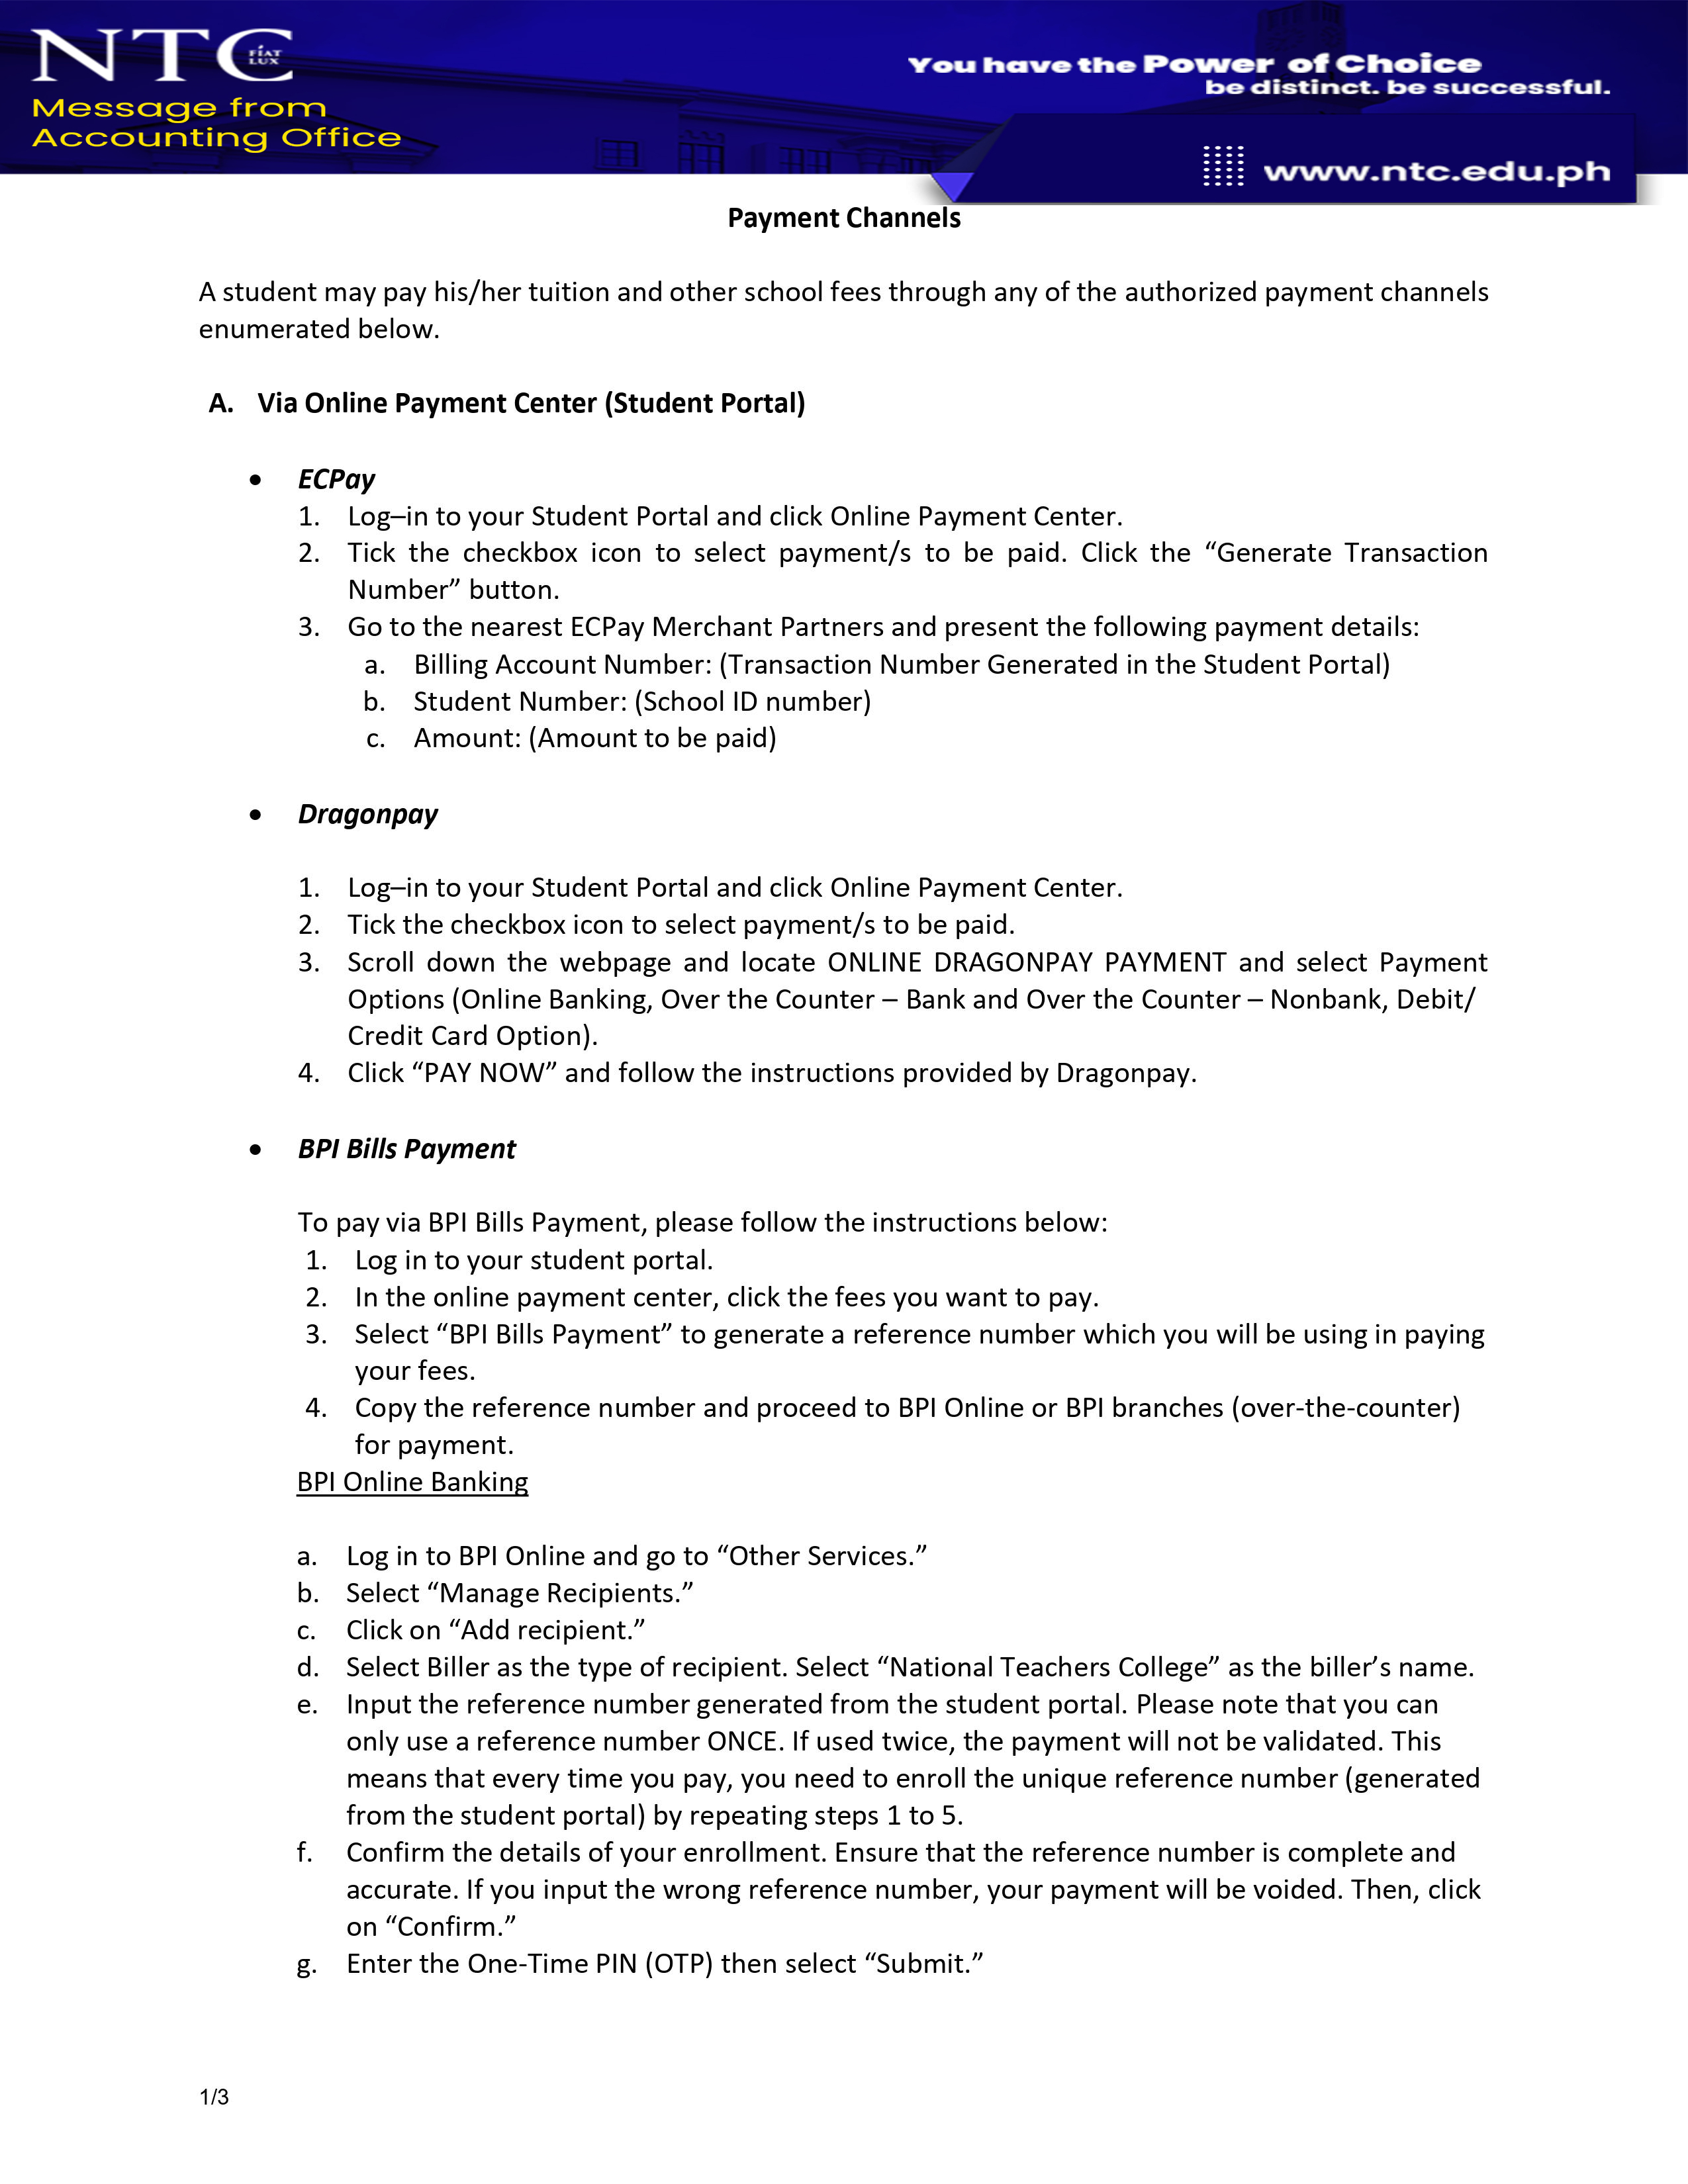 NTC
FIAT
LUX
Message from
Accounting Office
You have the Power of Choice
be distinct. be successful.
www.ntc.edu.ph
Payment Channels
A student may pay his/her tuition and other school fees through any of the authorized payment channels
enumerated below.
A. Via Online Payment Center (Student Portal)
• ECPay
1. Log–in to your Student Portal and click Online Payment Center.
2. Tick the checkbox icon to select payment/s to be paid. Click the “Generate Transaction
Number” button.
3. Go to the nearest ECPay Merchant Partners and present the following payment details:
a. Billing Account Number: (Transaction Number Generated in the Student Portal)
b. Student Number: (School ID number)
c. Amount: (Amount to be paid)
• Dragonpay
1. Log–in to your Student Portal and click Online Payment Center.
2. Tick the checkbox icon to select payment/s to be paid.
3. Scroll down the webpage and locate ONLINE DRAGONPAY PAYMENT and select Payment
Options (Online Banking, Over the Counter – Bank and Over the Counter – Nonbank, Debit/
Credit Card Option).
4. Click “PAY NOW” and follow the instructions provided by Dragonpay.
• BPI Bills Payment
To pay via BPI Bills Payment, please follow the instructions below:
1. Log in to your student portal.
2. In the online payment center, click the fees you want to pay.
3. Select “BPI Bills Payment” to generate a reference number which you will be using in paying
your fees.
4. Copy the reference number and proceed to BPI Online or BPI branches (over-the-counter)
for payment.
BPI Online Banking
a. Log in to BPI Online and go to “Other Services.”
b. Select “Manage Recipients.”
c. Click on “Add recipient.”
d. Select Biller as the type of recipient. Select “National Teachers College” as the biller’s name.
e. Input the reference number generated from the student portal. Please note that you can
only use a reference number ONCE. If used twice, the payment will not be validated. This
means that every time you pay, you need to enroll the unique reference number (generated
from the student portal) by repeating steps 1 to 5.
f. Confirm the details of your enrollment. Ensure that the reference number is complete and
accurate. If you input the wrong reference number, your payment will be voided. Then, click
on “Confirm.”
g. Enter the One-Time PIN (OTP) then select “Submit.”
1/3